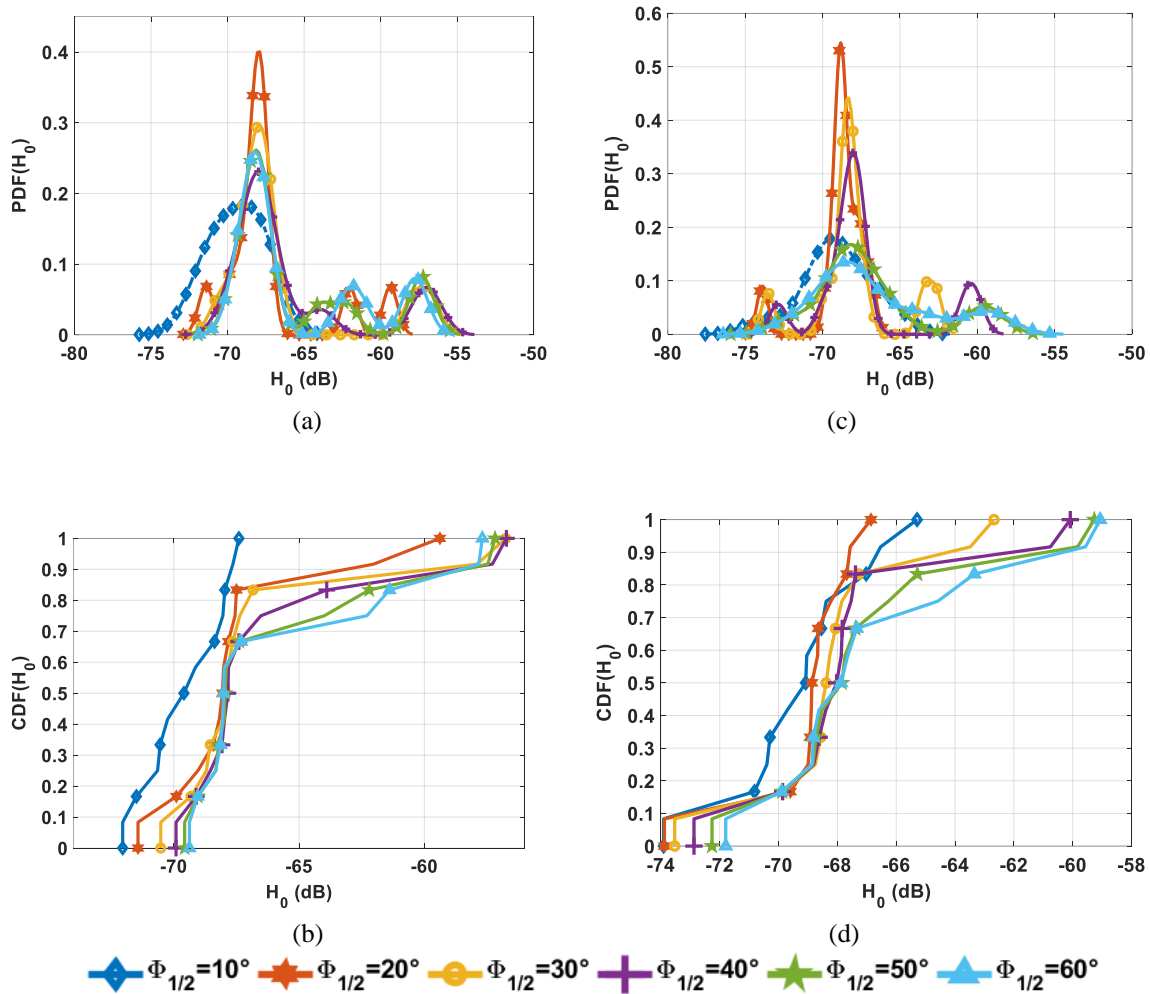 PDF(H₀)
0.4
0.3
0.2
0.1
0
-80 -75 -70 -65 -60 -55 -50
H₀ (dB)
(a)
PDF(H₀)
0.6
0.5
0.4
0.3
0.2
0.1
0
-80 -75 -70 -65 -60 -55 -50
H₀ (dB)
(c)
CDF(H₀)
1
0.9
0.8
0.7
0.6
0.5
0.4
0.3
0.2
0.1
0
-70 -65 -60
H₀ (dB)
(b)
CDF(H₀)
1
0.9
0.8
0.7
0.6
0.5
0.4
0.3
0.2
0.1
0
-74 -72 -70 -68 -66 -64 -62 -60 -58
H₀ (dB)
(d)
Φ₁/₂=10° Φ₁/₂=20° Φ₁/₂=30° Φ₁/₂=40° Φ₁/₂=50° Φ₁/₂=60°